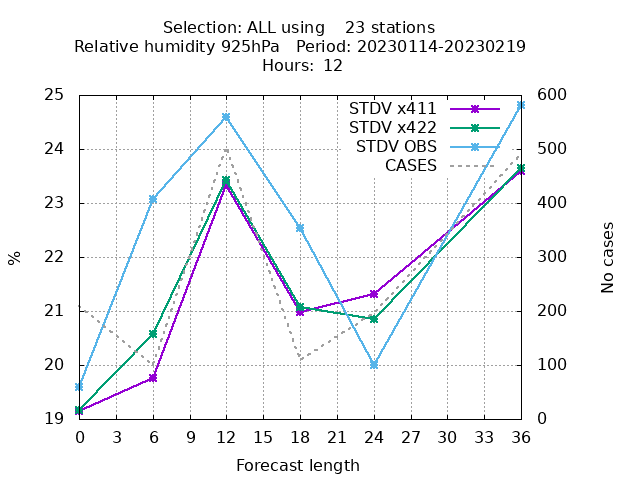 Selection: ALL using    23 stations
Relative humidity 925hPa   Period: 20230114-20230219
Hours:  12
STDV x411
STDV x422
STDV OBS
CASES
25
24
23
22
21
20
19
600
500
400
300
200
100
0
%
No cases
0 3 6 9 12 15 18 21 24 27 30 33 36
Forecast length